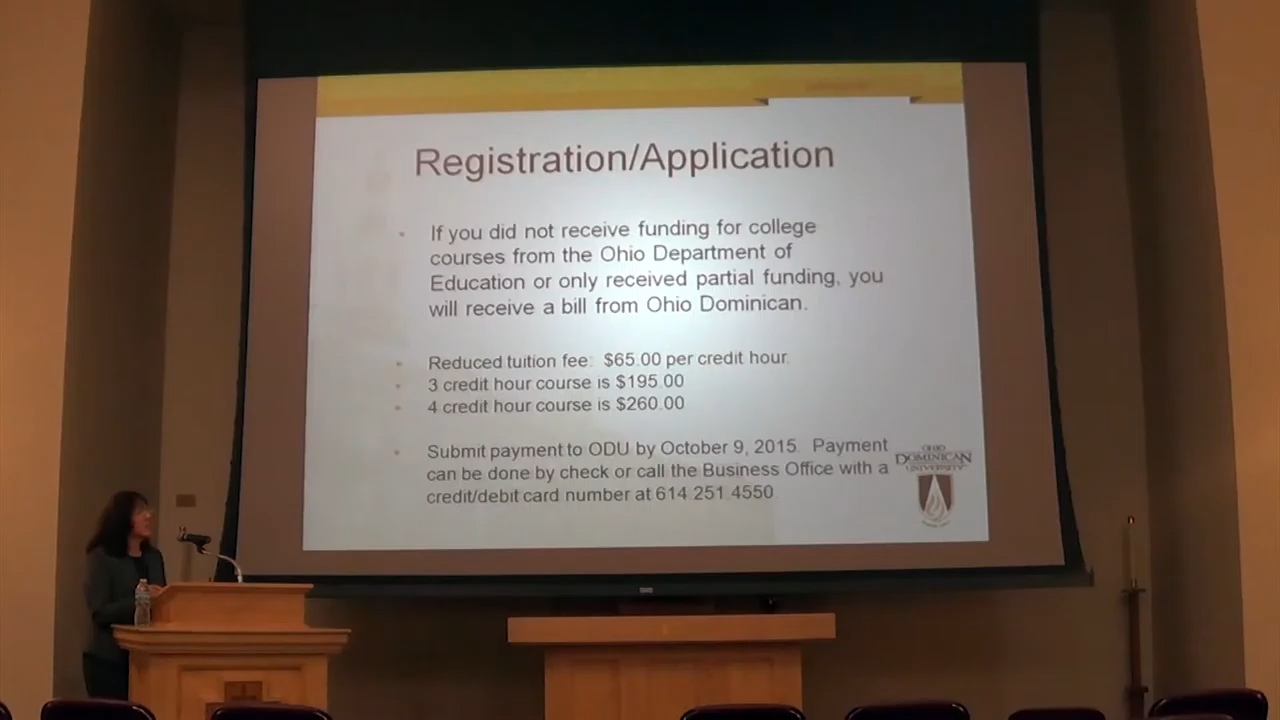 Registration/Application
If you did not receive funding for college
courses from the Ohio Department of
Education or only received partial funding, you
will receive a bill from Ohio Dominican.
Reduced tuition fee: $65.00 per credit hour.
3 credit hour course is $195.00
4 credit hour course is $260.00
Submit payment to ODU by October 9, 2015. Payment
can be done by check or call the Business Office with a
credit/debit card number at 614.251.4550
OHIO
DOMINICAN
UNIVERSITY